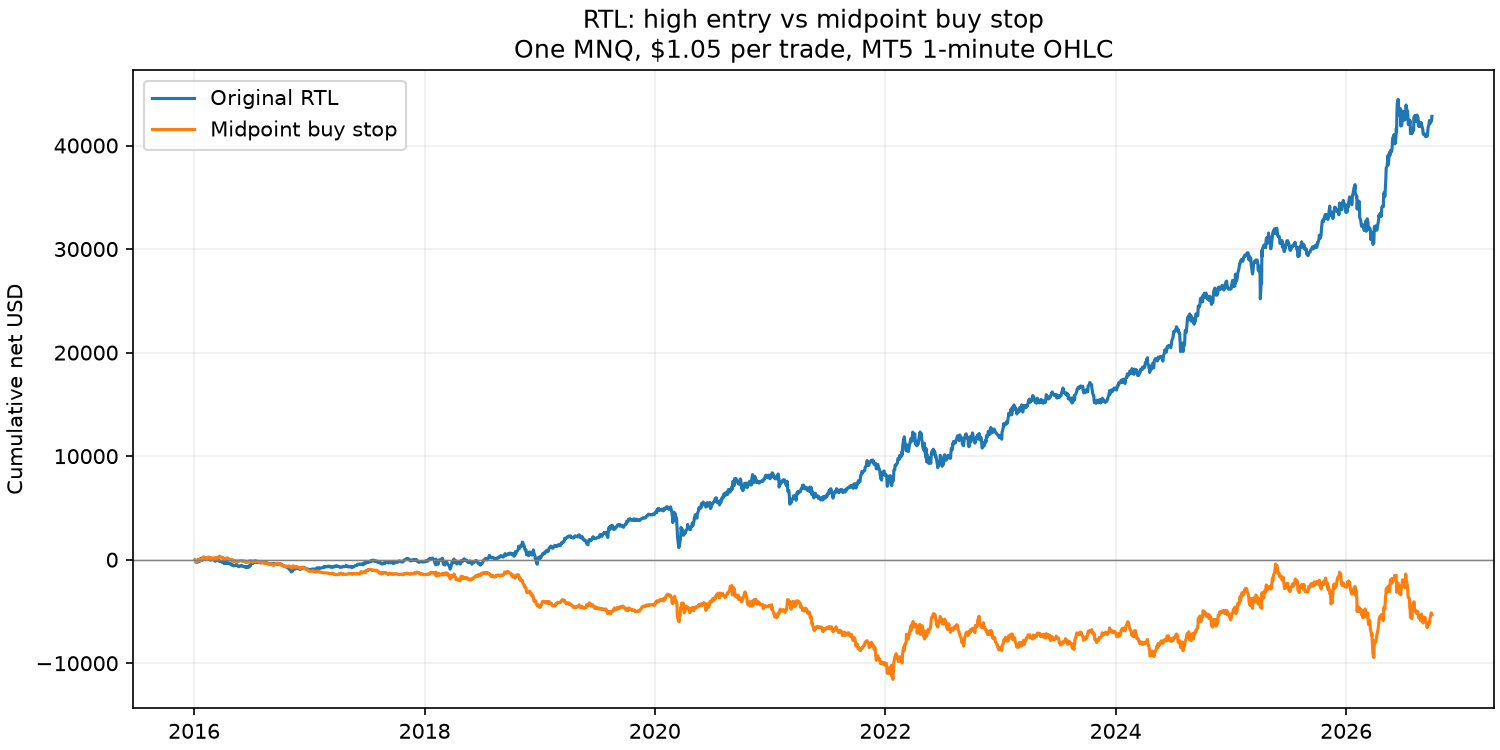 RTL: high entry vs midpoint buy stop
One MNQ, $1.05 per trade, MT5 1-minute OHLC
Original RTL
Midpoint buy stop
Cumulative net USD
40000
30000
20000
10000
0
−10000
2016
2018
2020
2022
2024
2026